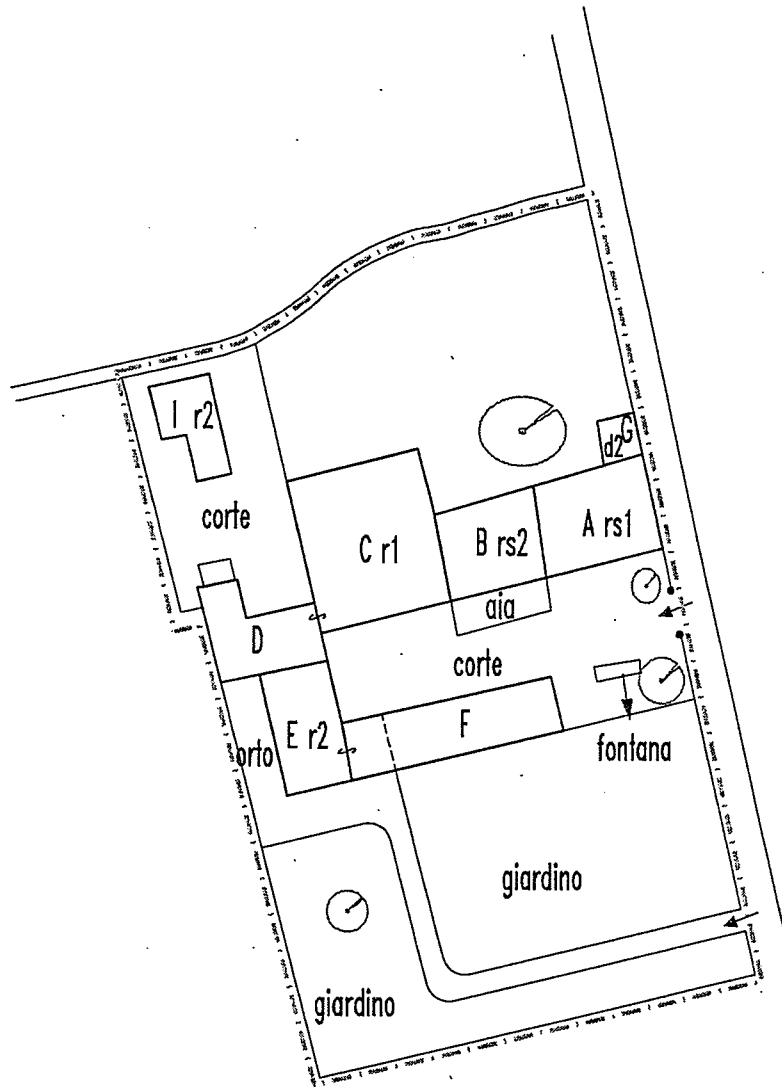 I r2
d2 G
corte
C r1
B rs2
A rs1
aia
D
corte
E r2
F
orto
fontana
giardino
giardino